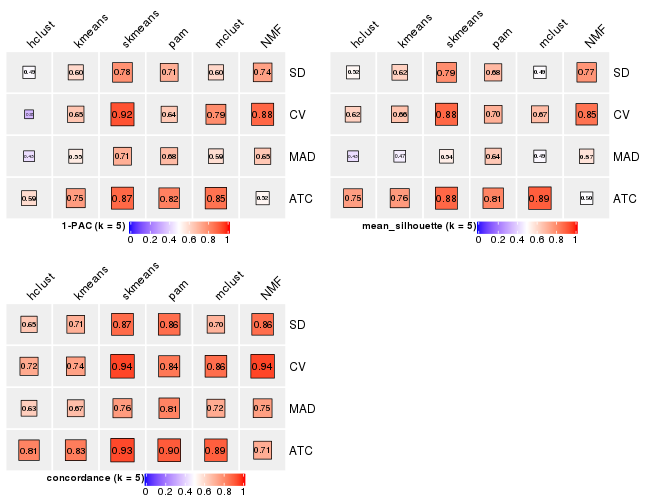 hclust kmeans skmeans pam mclust NMF
0.49 0.60 0.78 0.71 0.60 0.74 SD
0.65 0.92 0.64 0.79 0.88 CV
0.43 0.55 0.71 0.68 0.59 0.65 MAD
0.59 0.75 0.87 0.82 0.85 0.52 ATC
1-PAC (k = 5)
0 0.2 0.4 0.6 0.8 1
hclust kmeans skmeans pam mclust NMF
0.52 0.62 0.79 0.68 0.49 0.77 SD
0.62 0.66 0.88 0.70 0.67 0.85 CV
0.47 0.54 0.64 0.49 0.57 MAD
0.75 0.76 0.88 0.81 0.89 0.50 ATC
mean_silhouette (k = 5)
0 0.2 0.4 0.6 0.8 1
hclust kmeans skmeans pam mclust NMF
0.65 0.71 0.87 0.86 0.70 0.86 SD
0.72 0.74 0.94 0.84 0.86 0.94 CV
0.63 0.67 0.76 0.81 0.72 0.75 MAD
0.81 0.83 0.93 0.90 0.89 0.71 ATC
concordance (k = 5)
0 0.2 0.4 0.6 0.8 1